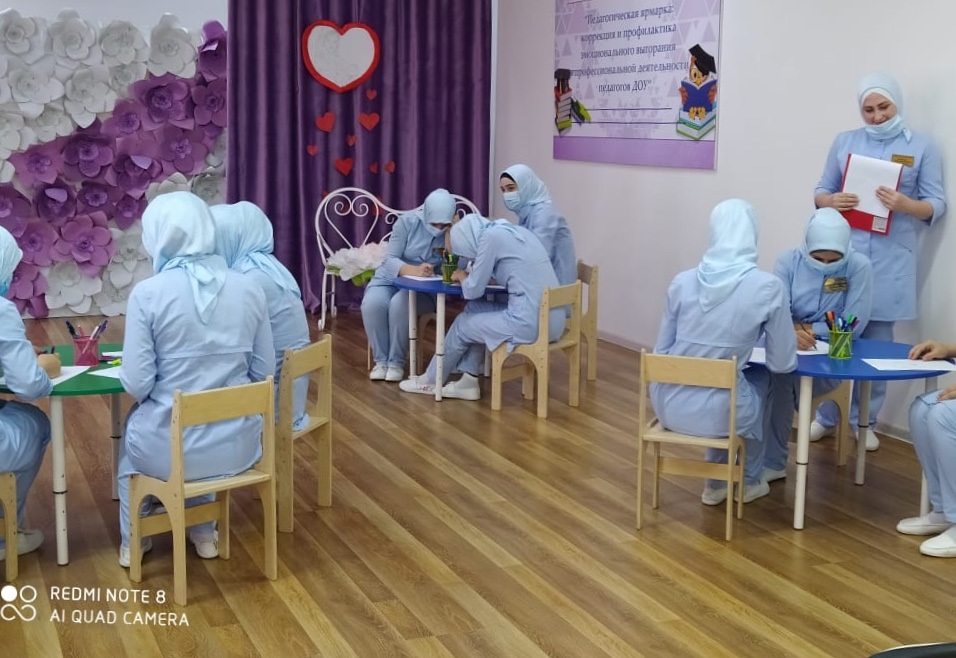 "Педагогическая ярмарка:
коррекция и профилактика
эмоционального выгорания
профессиональной деятельности
педагогов ДОУ"
REDMI NOTE 8
AI QUAD CAMERA